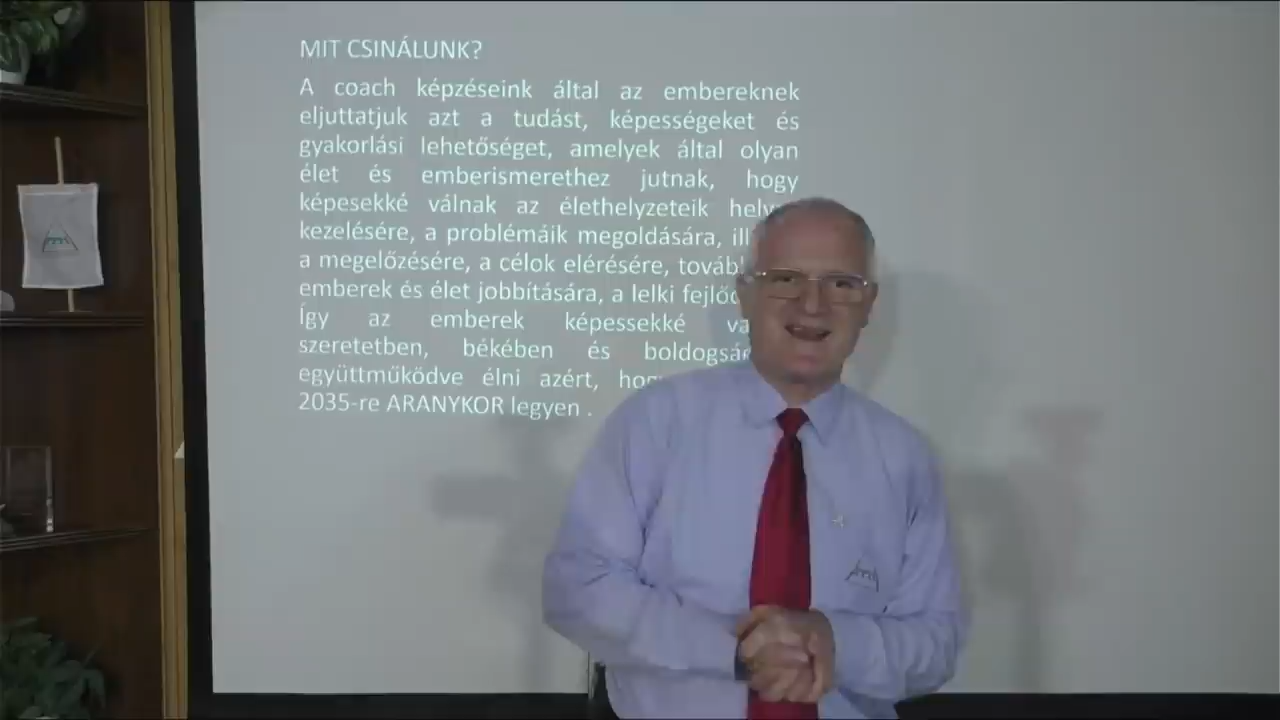 MIT CSINÁLUNK?
A coach képzéseink által az embereknek
eljuttatjuk azt a tudást, képességeket és
gyakorlási lehetőséget, amelyek által olyan
élet és emberismerethez jutnak, hogy
képesekké válnak az élethelyzeteik
kezelésére, a problémáik megoldására,
a megelőzésére, a célok elérésére,
emberek és élet jobbítására, a lelki
Így az emberek képessekké
szeretetben, békében és
együttműködve élni azért,
2035-re ARANYKOR legyen .